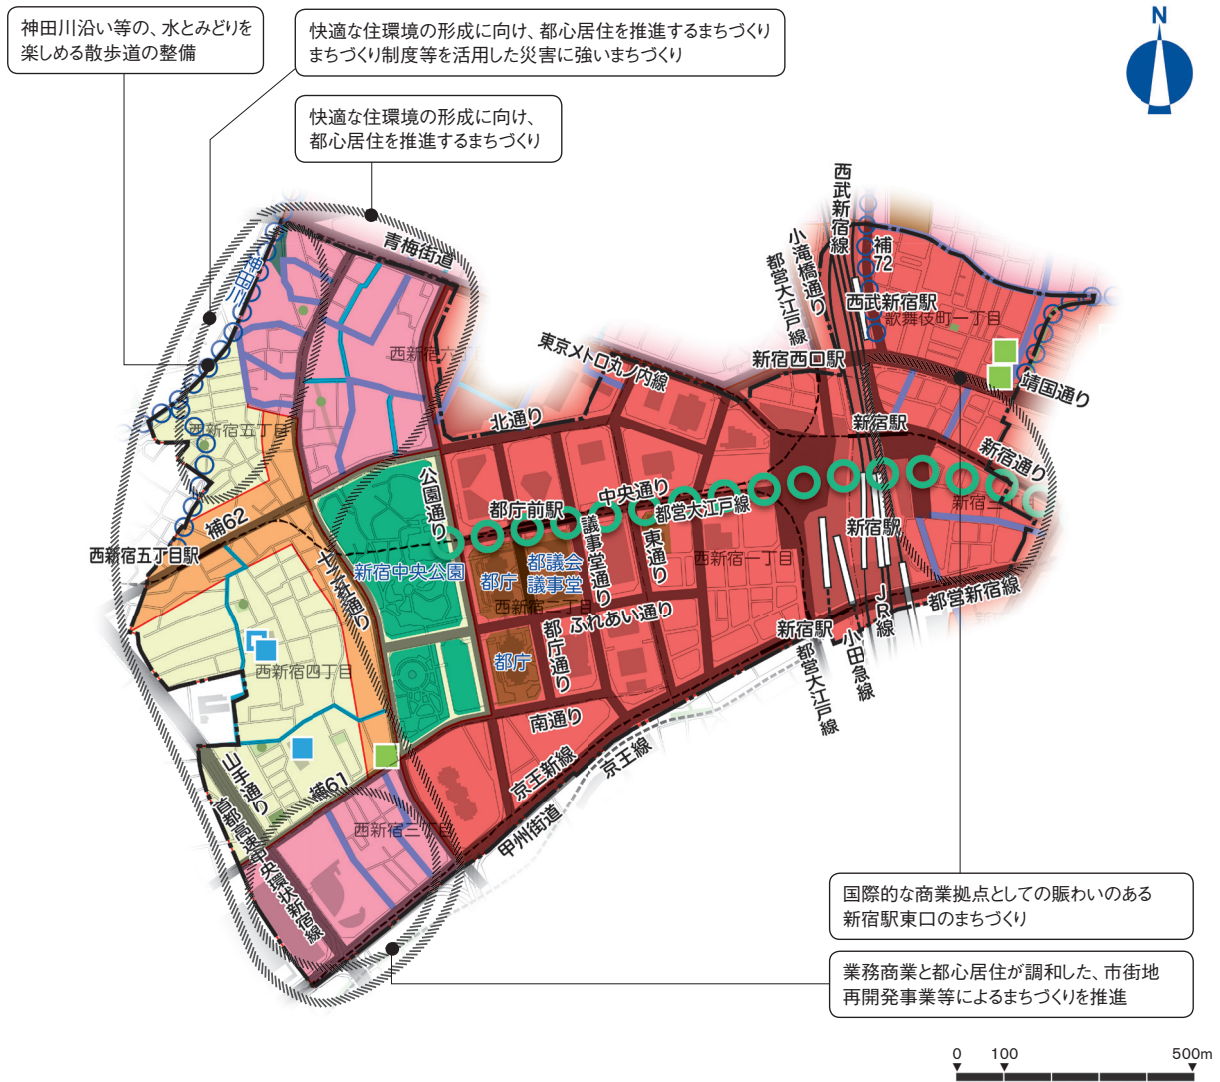 神田川沿い等の、水とみどりを
楽しめる散歩道の整備
快適な住環境の形成に向け、都心居住を推進するまちづくり
まちづくり制度等を活用した災害に強いまちづくり
快適な住環境の形成に向け、
都心居住を推進するまちづくり
N
西武新宿線
補72
小滝橋通り
都営大江戸線
青梅街道
神田川
西武新宿駅
歌舞伎町一丁目
西新宿六丁目
東京メトロ丸ノ内線
新宿西口駅
靖国通り
北通り
新宿駅
西新宿五丁目
新宿通り
公園通り
中央通り
都庁前駅
都営大江戸線
新宿三
補62
議事堂通り
東通り
新宿駅
西新宿五丁目駅
十二社通り
新宿中央公園
都庁
都議会
議事堂
西新宿一丁目
西新宿二丁目
ふれあい通り
JR線
都営新宿線
新宿駅
小田急線
都営大江戸線
都庁通り
都庁
西新宿四丁目
南通り
京王新線
京王線
山手通り
補61
甲州街道
首都高速中央環状新宿線
西新宿三丁目
国際的な商業拠点としての賑わいのある
新宿駅東口のまちづくり
業務商業と都心居住が調和した、市街地
再開発事業等によるまちづくりを推進
0 100 500m